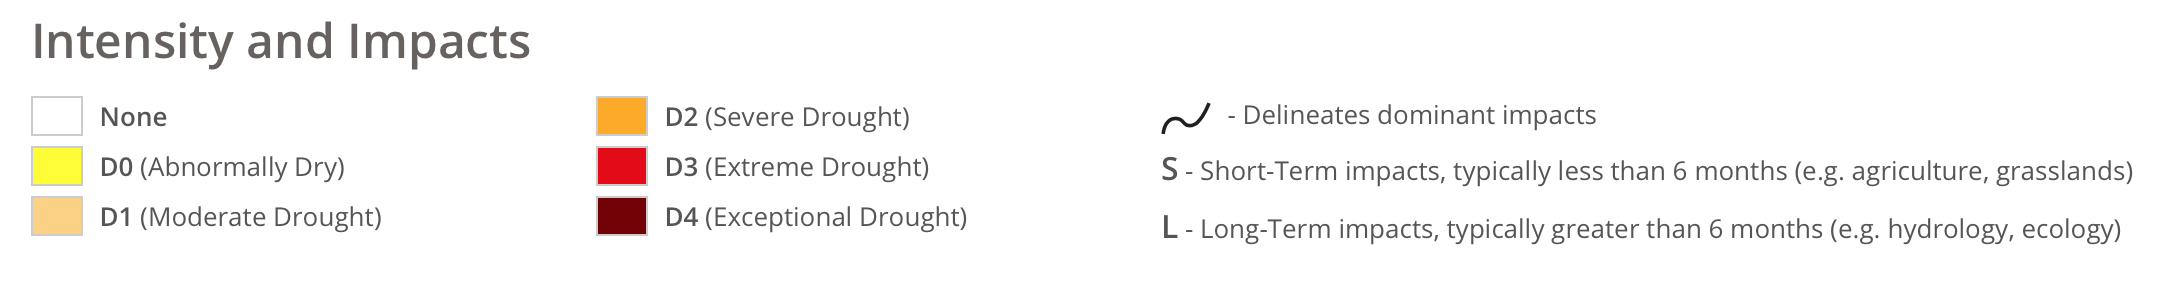 Intensity and Impacts
None
D0 (Abnormally Dry)
D1 (Moderate Drought)
D2 (Severe Drought)
D3 (Extreme Drought)
D4 (Exceptional Drought)
- Delineates dominant impacts
S - Short-Term impacts, typically less than 6 months (e.g. agriculture, grasslands)
L - Long-Term impacts, typically greater than 6 months (e.g. hydrology, ecology)